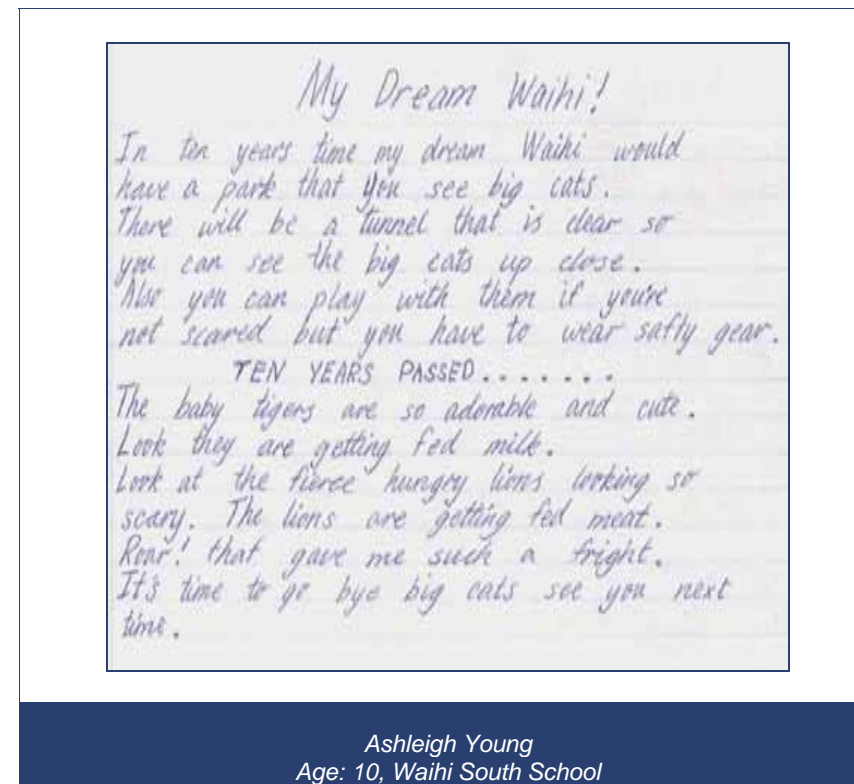 My Dream Waihi!
In ten years time my dream Waihi would
have a park that you see big cats.
There will be a tunnel that is clear so
you can see the big cats up close.
Also you can play with them if you're
not scared but you have to wear safty gear.
TEN YEARS PASSED.......
The baby tigers are so adorable and cute.
Look they are getting fed milk.
Look at the fierce hungry lions looking so
scary. The lions are getting fed meat.
Roar! that gave me such a fright.
It's time to go bye big cats see you next
time.
Ashleigh Young
Age: 10, Waihi South School